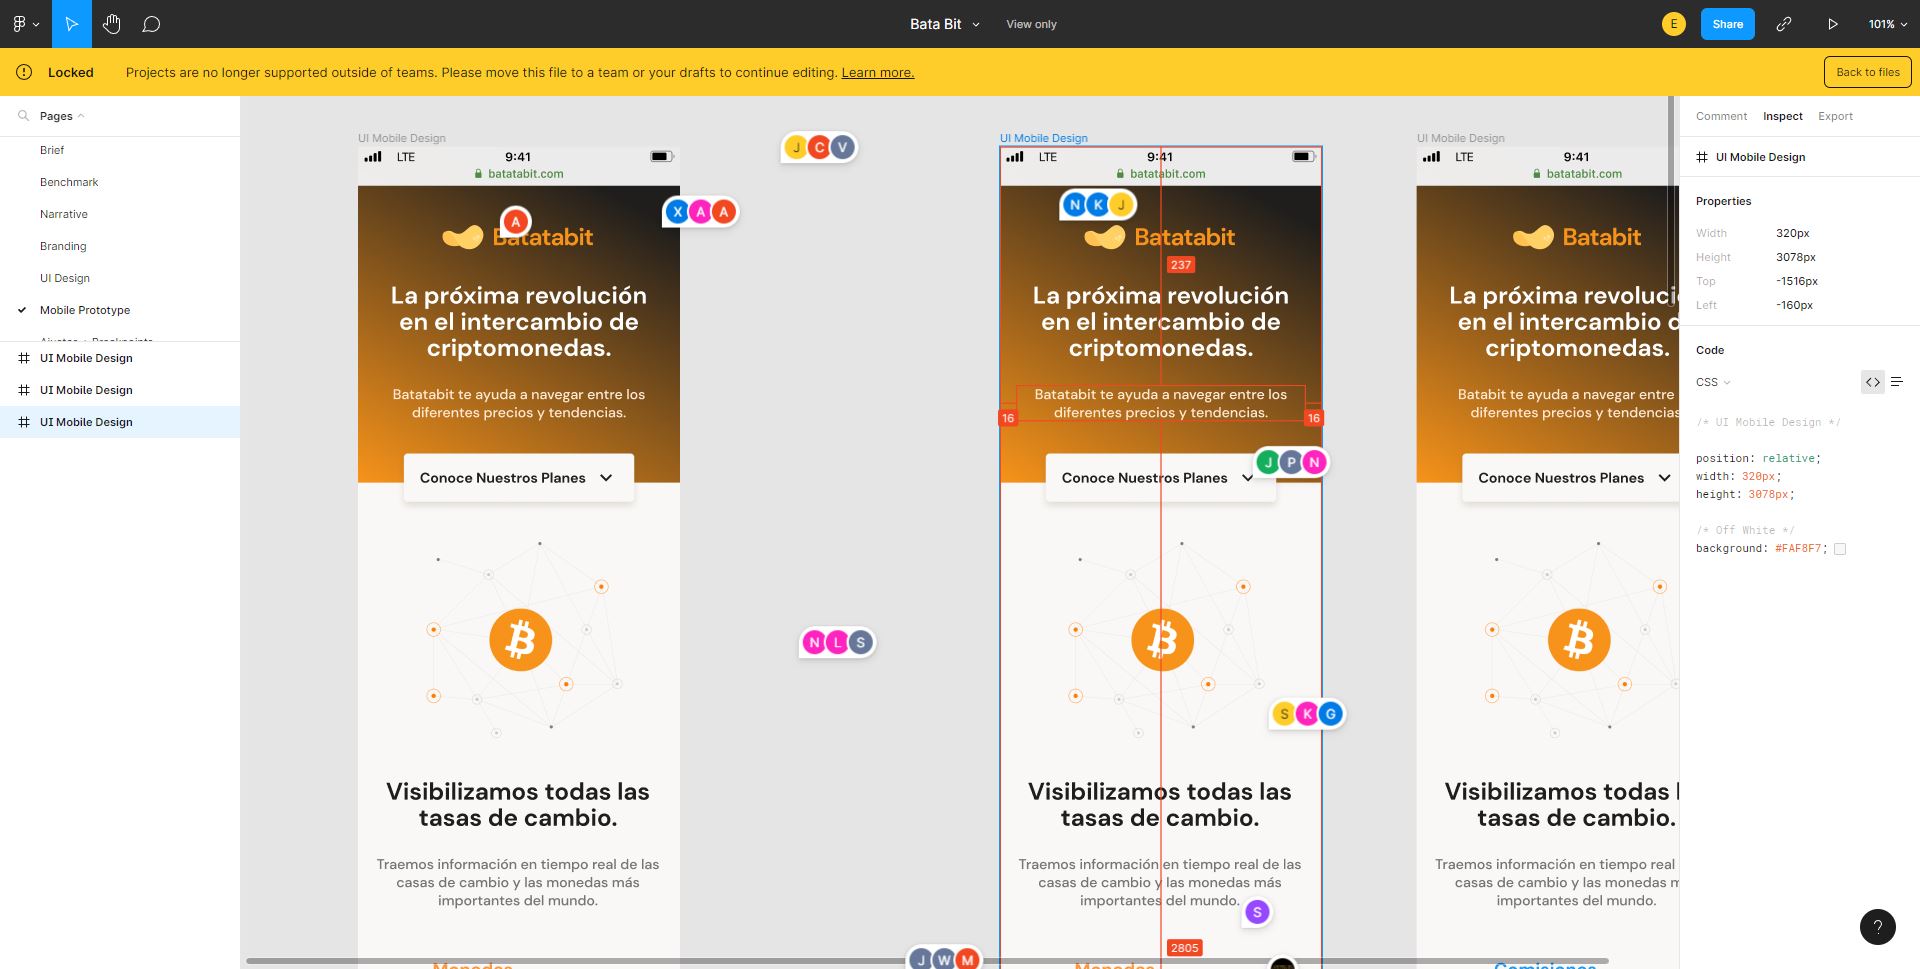 Bata Bit
View only
E
Share
101%
Locked
Projects are no longer supported outside of teams. Please move this file to a team or your drafts to continue editing. Learn more.
Back to files
Pages
Brief
Benchmark
Narrative
Branding
UI Design
Mobile Prototype
UI Mobile Design
UI Mobile Design
UI Mobile Design
UI Mobile Design
LTE
9:41
batatabit.com
A
Batatabit
La próxima revolución
en el intercambio de
criptomonedas.
Batatabit te ayuda a navegar entre los
diferentes precios y tendencias.
Conoce Nuestros Planes
Visibilizamos todas las
tasas de cambio.
Traemos información en tiempo real de las
casas de cambio y las monedas más
importantes del mundo.
Monedas
J C V
X A A
N L S
J W M
UI Mobile Design
LTE
9:41
batatabit.com
N K J
Batatabit
237
La próxima revolución
en el intercambio de
criptomonedas.
Batatabit te ayuda a navegar entre los
diferentes precios y tendencias.
16
16
J P N
Conoce Nuestros Planes
S K G
Visibilizamos todas las
tasas de cambio.
Traemos información en tiempo real de las
casas de cambio y las monedas más
importantes del mundo.
S
2805
Monedas
UI Mobile Design
LTE
9:41
batatabit.com
Batatabit
La próxima revoluci
en el intercambio d
criptomonedas.
Batatabit te ayuda a navegar entre
diferentes precios y tendencias
Conoce Nuestros Planes
Visibilizamos todas
tasas de cambio.
Traemos información en tiempo real
casas de cambio y las monedas m
importantes del mundo.
Comisiones
Comment
Inspect
Export
UI Mobile Design
Properties
Width 320px
Height 3078px
Top -1516px
Left -160px
Code
CSS
/* UI Mobile Design */
position: relative;
width: 320px;
height: 3078px;
/* Off White */
background: #FAF8F7;
?